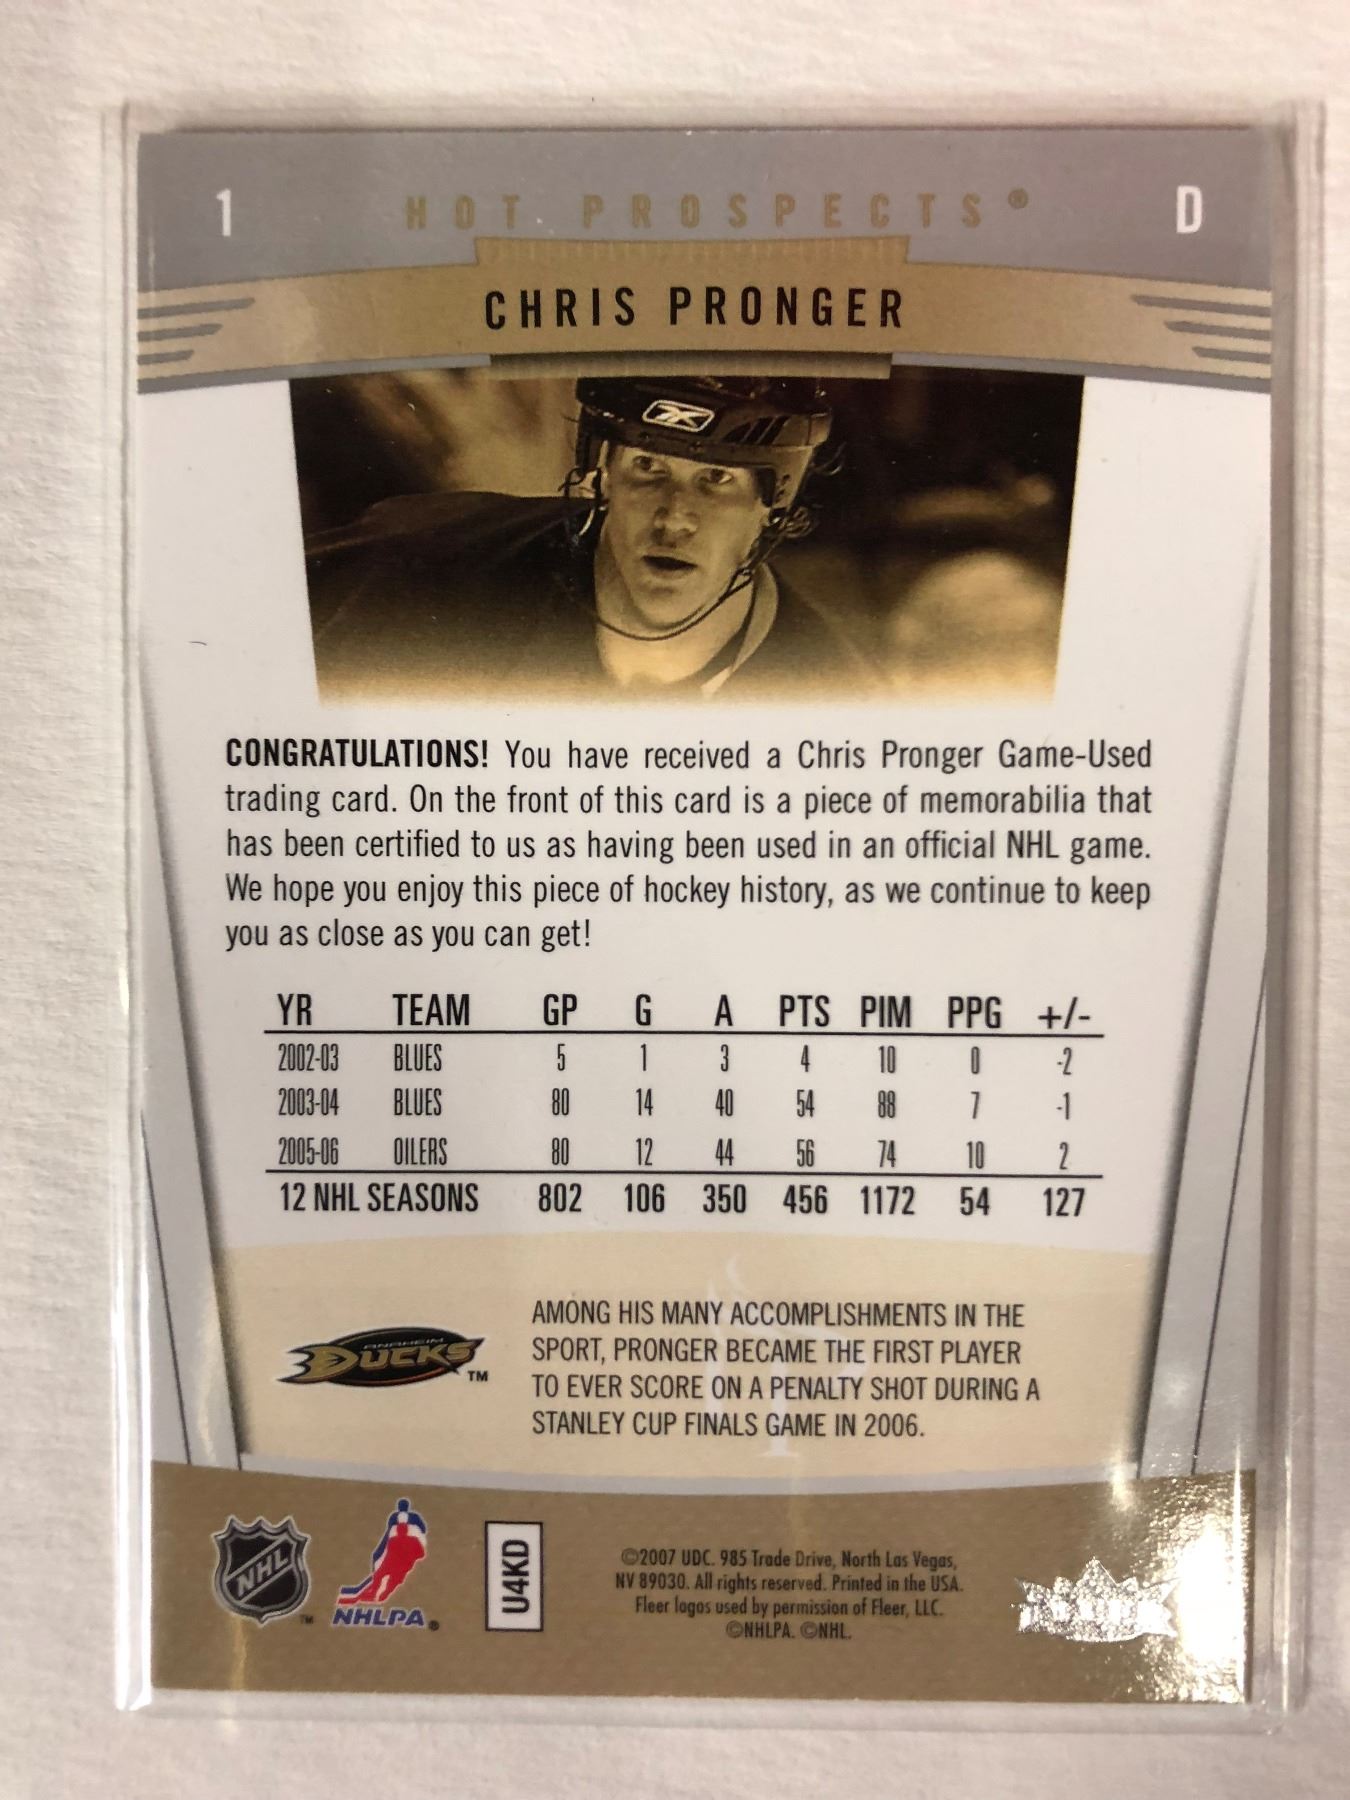 1 HOT PROSPECTS® D
CHRIS PRONGER
CONGRATULATIONS! You have received a Chris Pronger Game-Used
trading card. On the front of this card is a piece of memorabilia that
has been certified to us as having been used in an official NHL game.
We hope you enjoy this piece of hockey history, as we continue to keep
you as close as you can get!
YR TEAM GP G A PTS PIM PPG +/-
2002-03 BLUES 5 1 3 4 10 0 -2
2003-04 BLUES 80 14 40 54 88 7 -1
2005-06 OILERS 80 12 44 56 74 10 2
12 NHL SEASONS 802 106 350 456 1172 54 127
ANAHEIM
DUCKS™
AMONG HIS MANY ACCOMPLISHMENTS IN THE
SPORT, PRONGER BECAME THE FIRST PLAYER
TO EVER SCORE ON A PENALTY SHOT DURING A
STANLEY CUP FINALS GAME IN 2006.
NHL™
NHLPA®
U4KD
©2007 UDC. 985 Trade Drive, North Las Vegas,
NV 89030. All rights reserved. Printed in the USA.
Fleer logos used by permission of Fleer, LLC.
©NHLPA. ©NHL.